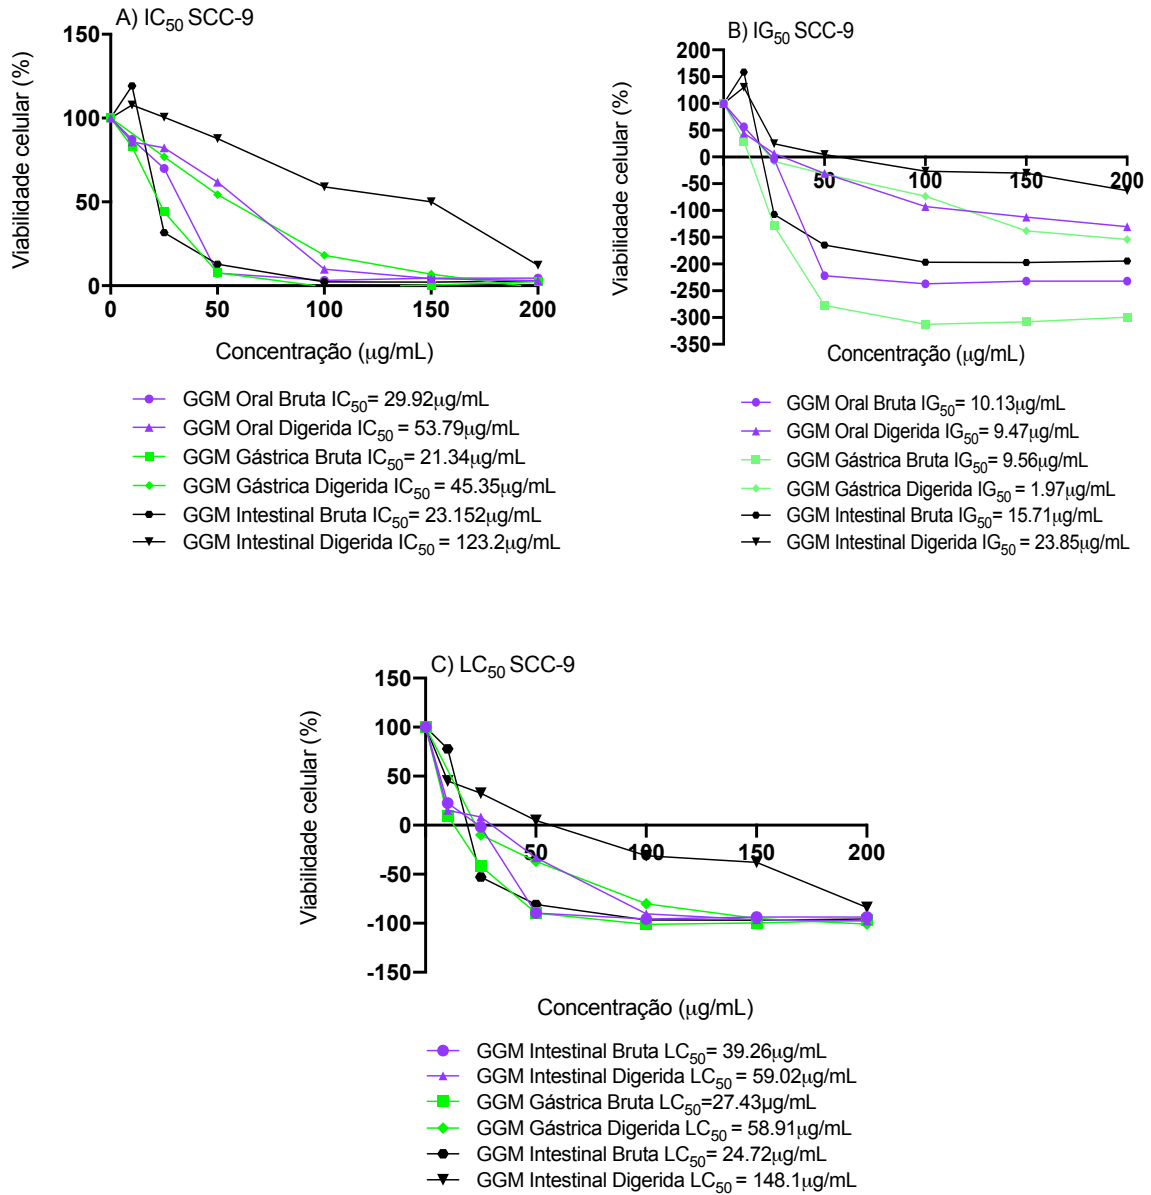 A) IC50 SCC-9
Viabilidade celular (%)
150
100
50
0
0 50 100 150 200
Concentração (μg/mL)
GGM Oral Bruta IC50= 29.92μg/mL
GGM Oral Digerida IC50 = 53.79μg/mL
GGM Gástrica Bruta IC50= 21.34μg/mL
GGM Gástrica Digerida IC50 = 45.35μg/mL
GGM Intestinal Bruta IC50= 23.152μg/mL
GGM Intestinal Digerida IC50 = 123.2μg/mL
B) IG50 SCC-9
Viabilidade celular (%)
200
150
100
50
0
-50
-100
-150
-200
-250
-300
-350
50 100 150 200
Concentração (μg/mL)
GGM Oral Bruta IG50= 10.13μg/mL
GGM Oral Digerida IG50= 9.47μg/mL
GGM Gástrica Bruta IG50= 9.56μg/mL
GGM Gástrica Digerida IG50 = 1.97μg/mL
GGM Intestinal Bruta IG50= 15.71μg/mL
GGM Intestinal Digerida IG50 = 23.85μg/mL
C) LC50 SCC-9
Viabilidade celular (%)
150
100
50
0
-50
-100
-150
50 100 150 200
Concentração (μg/mL)
GGM Intestinal Bruta LC50= 39.26μg/mL
GGM Intestinal Digerida LC50 = 59.02μg/mL
GGM Gástrica Bruta LC50=27.43μg/mL
GGM Gástrica Digerida LC50 = 58.91μg/mL
GGM Intestinal Bruta LC50= 24.72μg/mL
GGM Intestinal Digerida LC50 = 148.1μg/mL